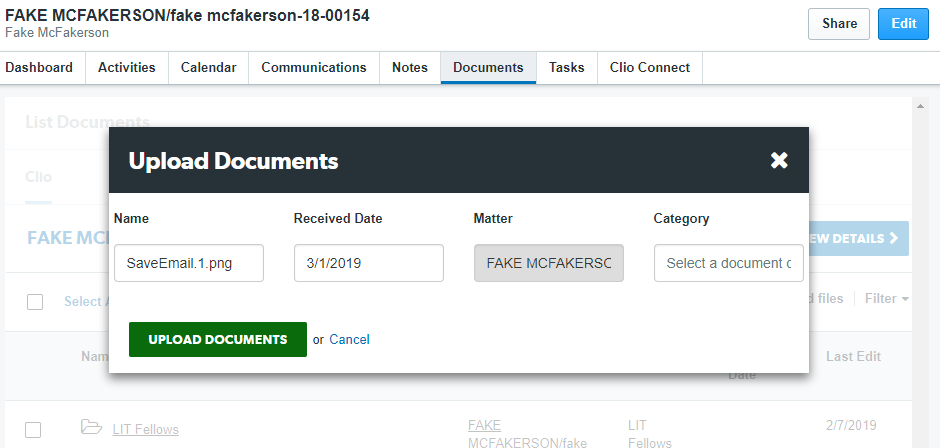 FAKE MCFAKERSON/fake mcfakerson-18-00154
Fake McFakerson
Share
Edit
Dashboard
Activities
Calendar
Communications
Notes
Documents
Tasks
Clio Connect
List Documents
Upload Documents
Clio
Name
Received Date
Matter
Category
FAKE MC
EW DETAILS
SaveEmail.1.png
3/1/2019
FAKE MCFAKERSC
Select a document c
Select A
d files
Filter
UPLOAD DOCUMENTS
or Cancel
Nam
Date
Last Edit
LIT Fellows
FAKE
MCFAKERSON/fake
LIT
Fellows
2/7/2019